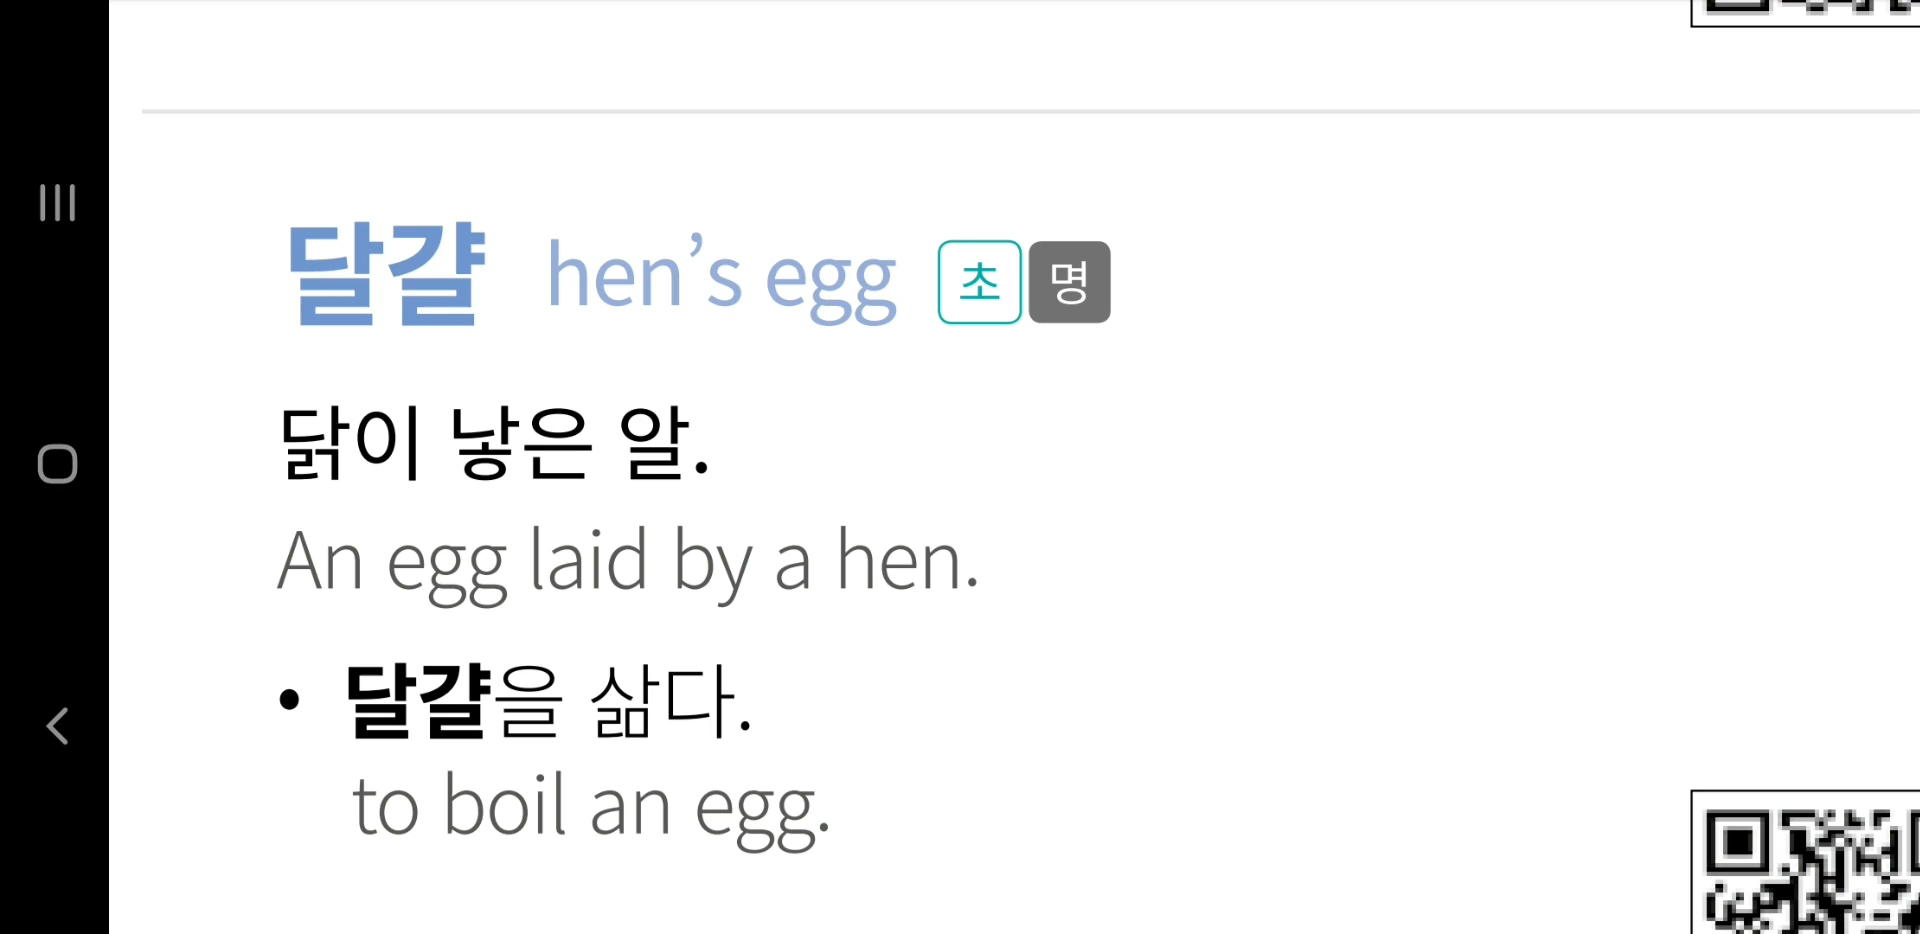 달걀 hen’s egg 초 명
닭이 낳은 알.
An egg laid by a hen.
• 달걀을 삶다.
to boil an egg.